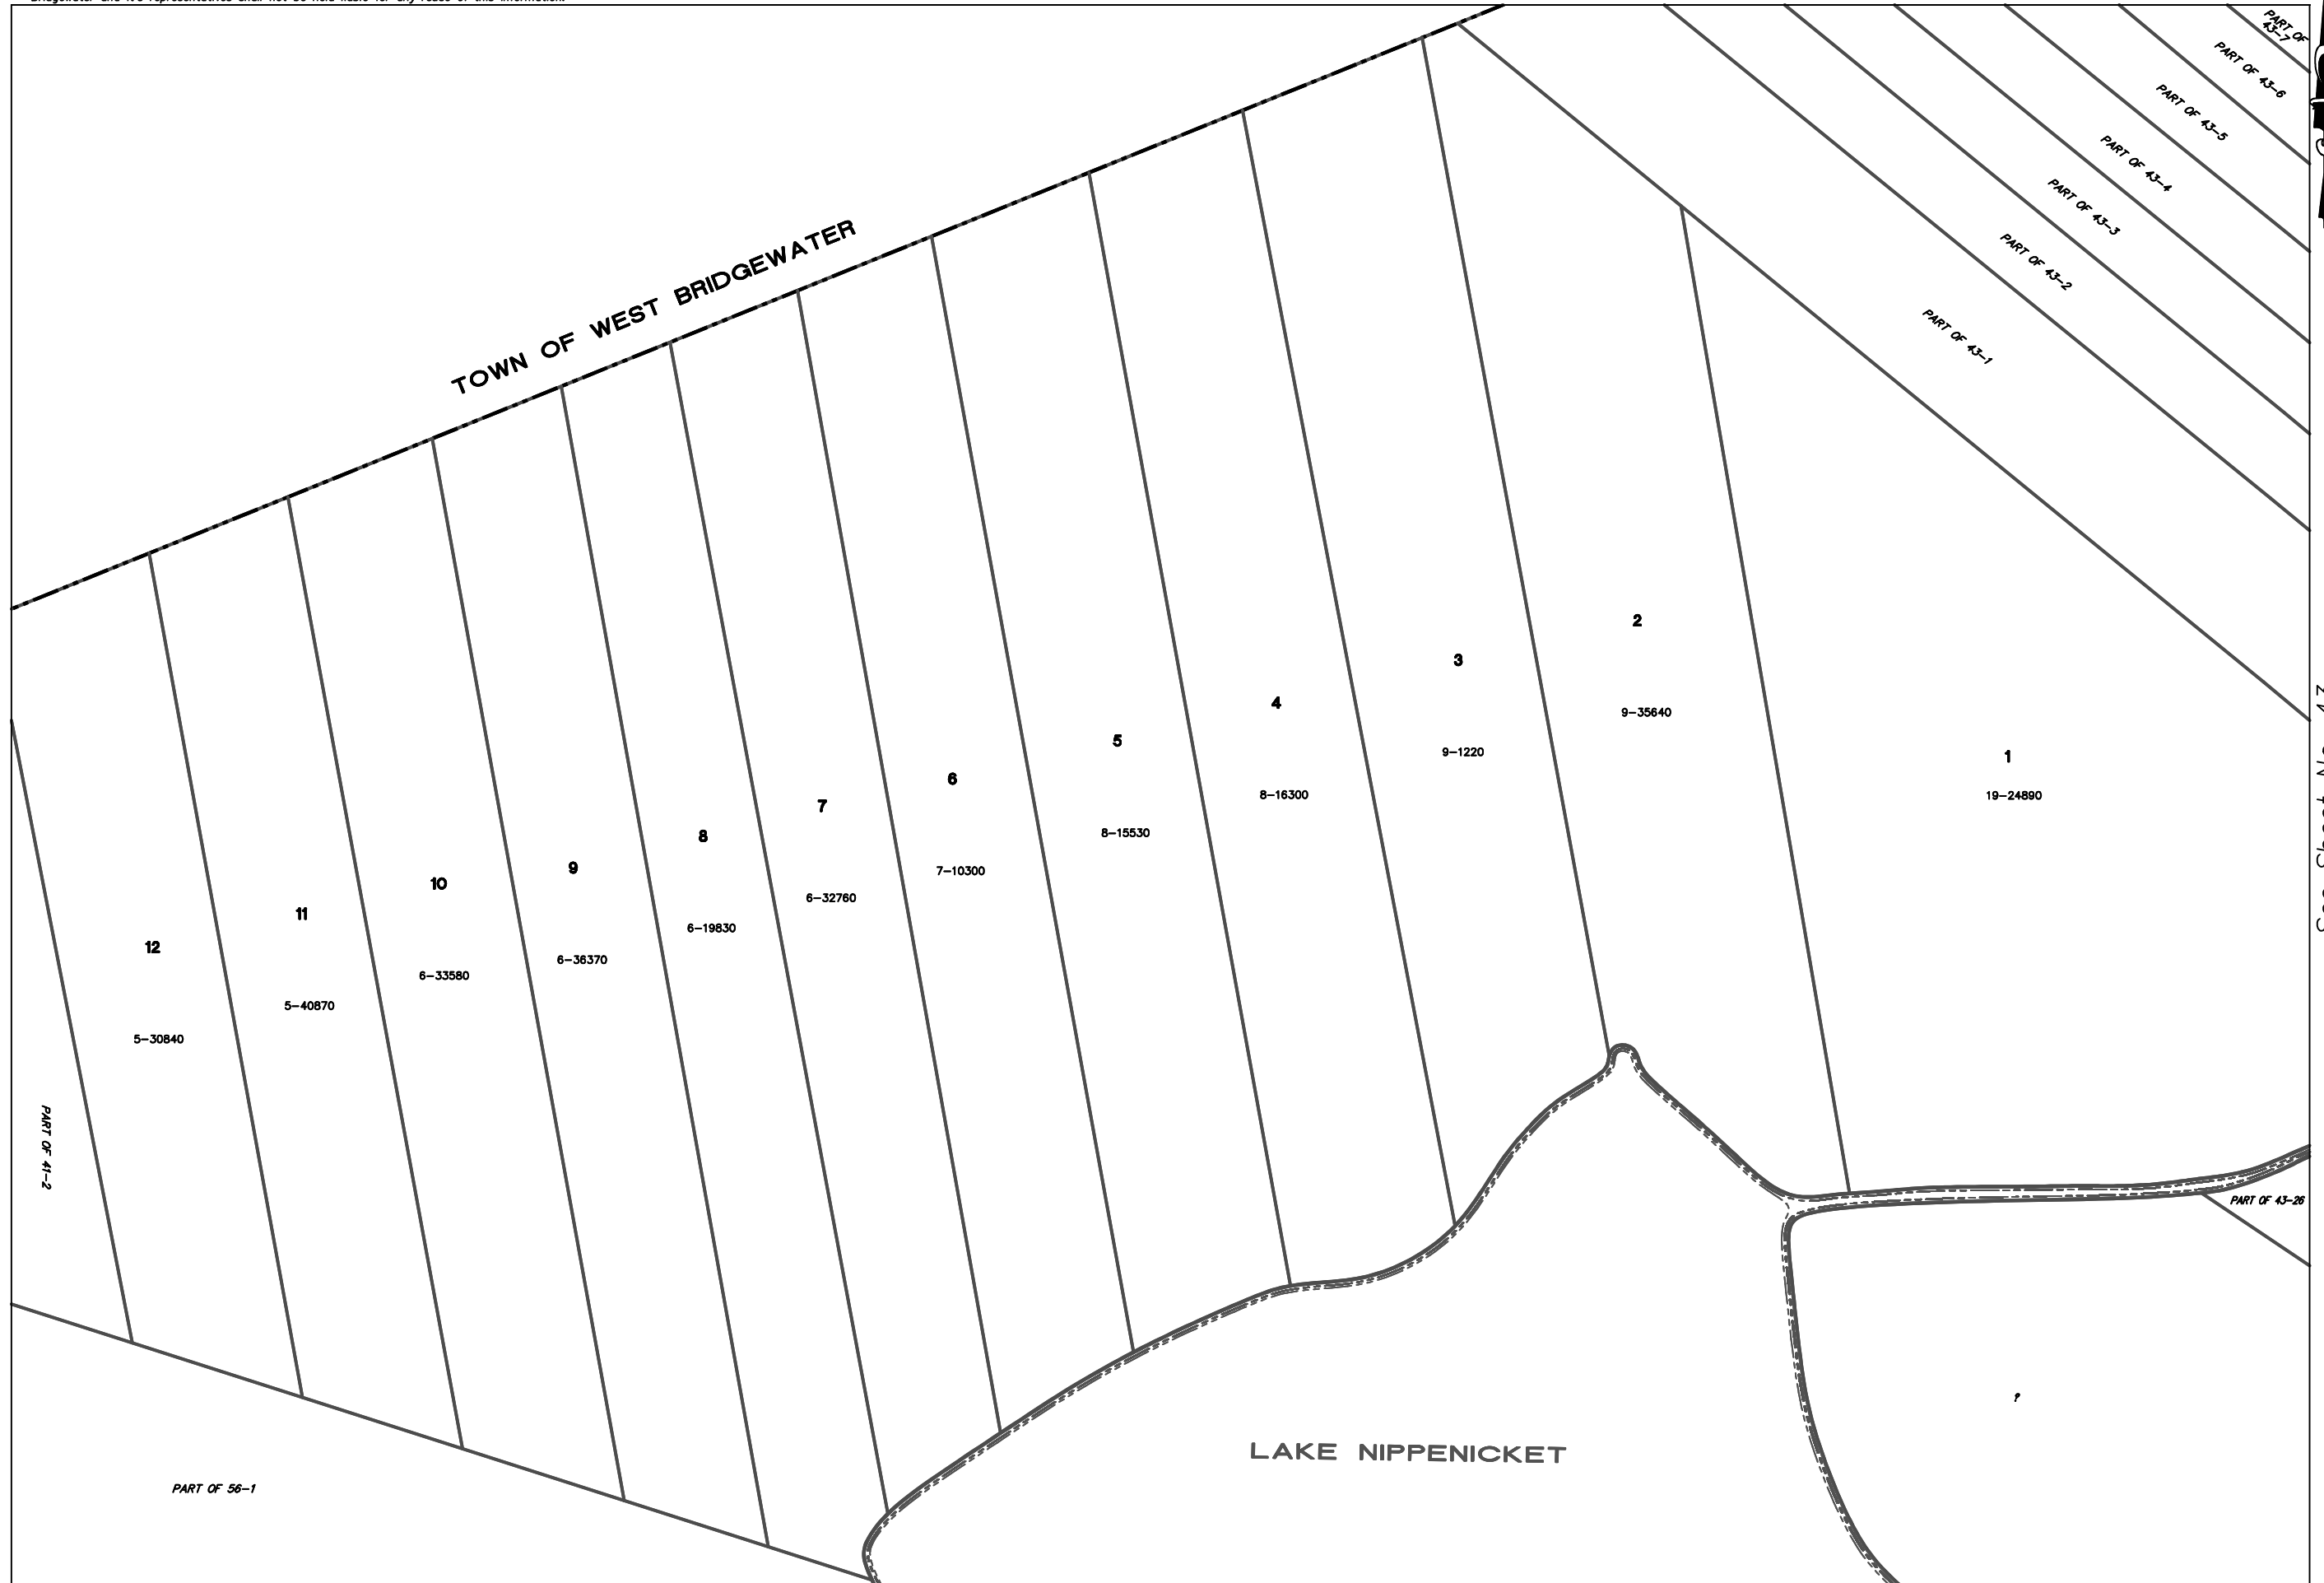 PART OF
43-7
PART OF 43-6
PART OF 43-5
PART OF 43-4
PART OF 43-3
PART OF 43-2
PART OF 43-1
TOWN OF WEST BRIDGEWATER
2
9-35640
3
9-1220
4
8-16300
5
8-15530
1
19-24890
6
7-10300
7
6-32760
8
6-19830
9
6-36370
10
6-33580
11
5-40870
12
5-30840
PART OF 41-2
PART OF 43-26
?
LAKE NIPPENICKET
PART OF 56-1